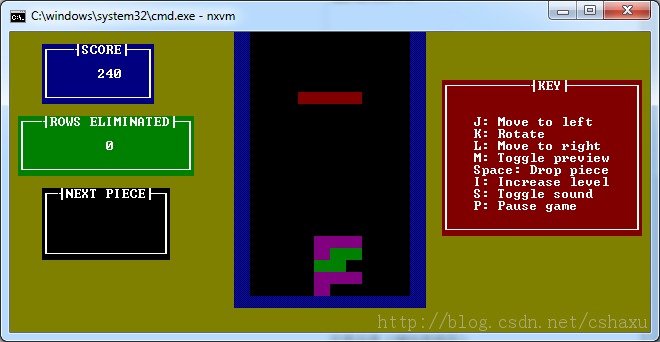 C:\windows\system32\cmd.exe - nxvm
SCORE
240
ROWS ELIMINATED
0
NEXT PIECE
KEY
J: Move to left
K: Rotate
L: Move to right
M: Toggle preview
Space: Drop piece
I: Increase level
S: Toggle sound
P: Pause game
http://blog.csdn.net/cshaxu